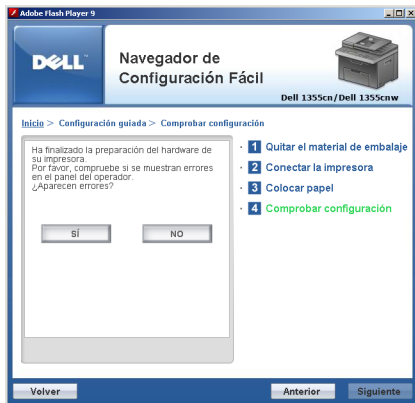 Adobe Flash Player 9
DELL™
Navegador de
Configuración Fácil
Dell 1355cn/Dell 1355cnw
Inicio > Configuración guiada > Comprobar configuración
Ha finalizado la preparación del hardware de
su impresora.
Por favor, compruebe si se muestran errores
en el panel del operador.
¿Aparecen errores?
SÍ
NO
1 Quitar el material de embalaje
2 Conectar la impresora
3 Colocar papel
4 Comprobar configuración
Volver
Anterior
Siguiente